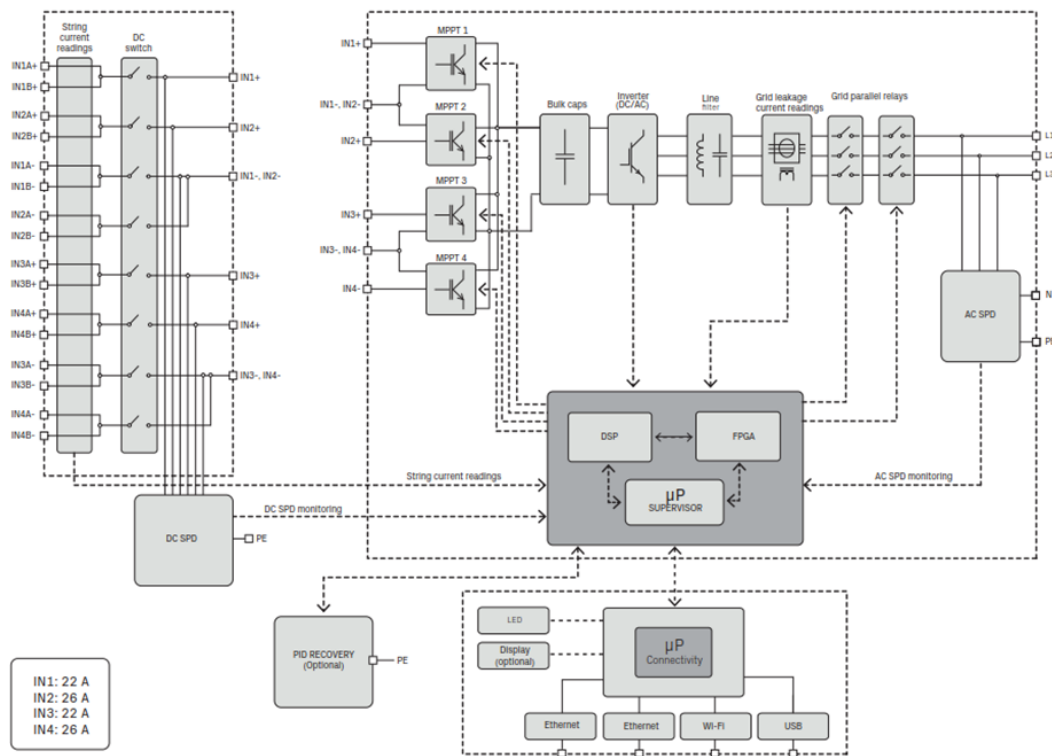 String
current
readings
DC
switch
IN1A+
IN1B+
IN2A+
IN2B+
IN1A-
IN1B-
IN2A-
IN2B-
IN3A+
IN3B+
IN4A+
IN4B+
IN3A-
IN3B-
IN4A-
IN4B-
IN1+
IN2+
IN1-, IN2-
IN3+
IN4+
IN3-, IN4-
DC SPD
PE
String current readings
DC SPD monitoring
IN1+
IN1-, IN2-
IN2+
IN3+
IN3-, IN4-
IN4-
MPPT 1
MPPT 2
MPPT 3
MPPT 4
Bulk caps
Inverter
(DC/AC)
Line
filter
Grid leakage
current readings
Grid parallel relays
AC SPD
AC SPD monitoring
DSP
FPGA
μP
SUPERVISOR
PID RECOVERY
(Optional)
PE
LED
Display
(optional)
μP
Connectivity
Ethernet
Ethernet
Wi-Fi
USB
IN1: 22 A
IN2: 26 A
IN3: 22 A
IN4: 26 A